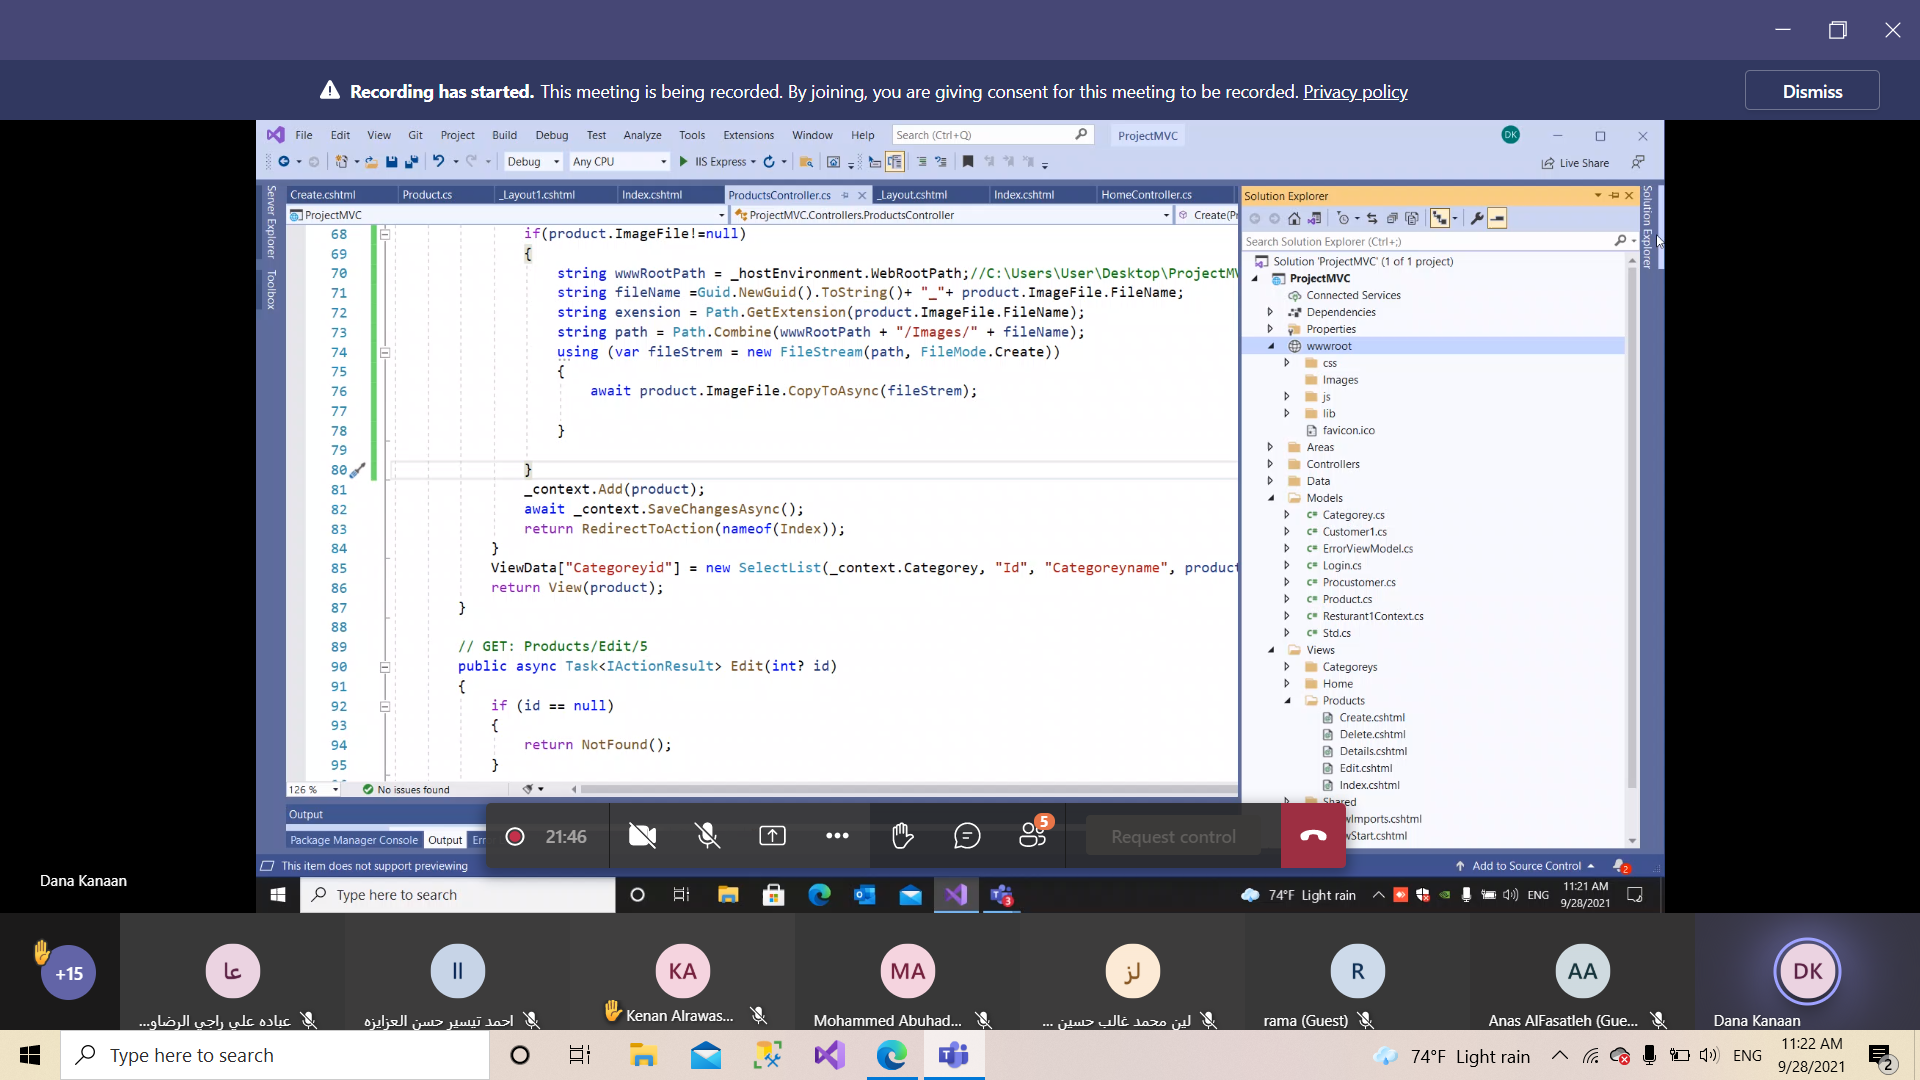 Recording has started. This meeting is being recorded. By joining, you are giving consent for this meeting to be recorded. Privacy policy
Dismiss
File Edit View Git Project Build Debug Test Analyze Tools Extensions Window Help Search (Ctrl+Q) ProjectMVC DK
Debug Any CPU IIS Express Live Share
Server Explorer
Toolbox
Create.cshtml Product.cs _Layout1.cshtml Index.cshtml ProductsController.cs _Layout.cshtml Index.cshtml HomeController.cs
ProjectMVC ProjectMVC.Controllers.ProductsController Create(Pr
68 if(product.ImageFile!=null)
69 {
70 string wwwRootPath = _hostEnvironment.WebRootPath;//C:\Users\User\Desktop\ProjectMV
71 string fileName =Guid.NewGuid().ToString()+ "_"+ product.ImageFile.FileName;
72 string exension = Path.GetExtension(product.ImageFile.FileName);
73 string path = Path.Combine(wwwRootPath + "/Images/" + fileName);
74 using (var fileStrem = new FileStream(path, FileMode.Create))
75 {
76 await product.ImageFile.CopyToAsync(fileStrem);
77
78 }
79
80 }
81 _context.Add(product);
82 await _context.SaveChangesAsync();
83 return RedirectToAction(nameof(Index));
84 }
85 ViewData["Categoreyid"] = new SelectList(_context.Categorey, "Id", "Categoreyname", product
86 return View(product);
87 }
88
89 // GET: Products/Edit/5
90 public async Task<IActionResult> Edit(int? id)
91 {
92 if (id == null)
93 {
94 return NotFound();
95 }
126 % No issues found
Solution Explorer
Solution Explorer
Search Solution Explorer (Ctrl+;)
Solution 'ProjectMVC' (1 of 1 project)
ProjectMVC
Connected Services
Dependencies
Properties
wwwroot
css
Images
js
lib
favicon.ico
Areas
Controllers
Data
Models
Categorey.cs
Customer1.cs
ErrorViewModel.cs
Login.cs
Procustomer.cs
Product.cs
Resturant1Context.cs
Std.cs
Views
Categoreys
Home
Products
Create.cshtml
Delete.cshtml
Details.cshtml
Edit.cshtml
Index.cshtml
Shared
wImports.cshtml
wStart.cshtml
Output
Package Manager Console Output Err
21:46 5 Request control
This item does not support previewing Add to Source Control 2
Dana Kanaan
Type here to search 3 74°F Light rain ENG 11:21 AM
9/28/2021
+15 عا اا KA MA لز R AA DK
عباده علي راجي الرضاو... احمد تيسير حسن العزايزه Kenan Alrawas... Mohammed Abuhad... لين محمد غالب حسين ... rama (Guest) Anas AlFasatleh (Gue... Dana Kanaan
Type here to search 74°F Light rain ENG 11:22 AM
9/28/2021 2